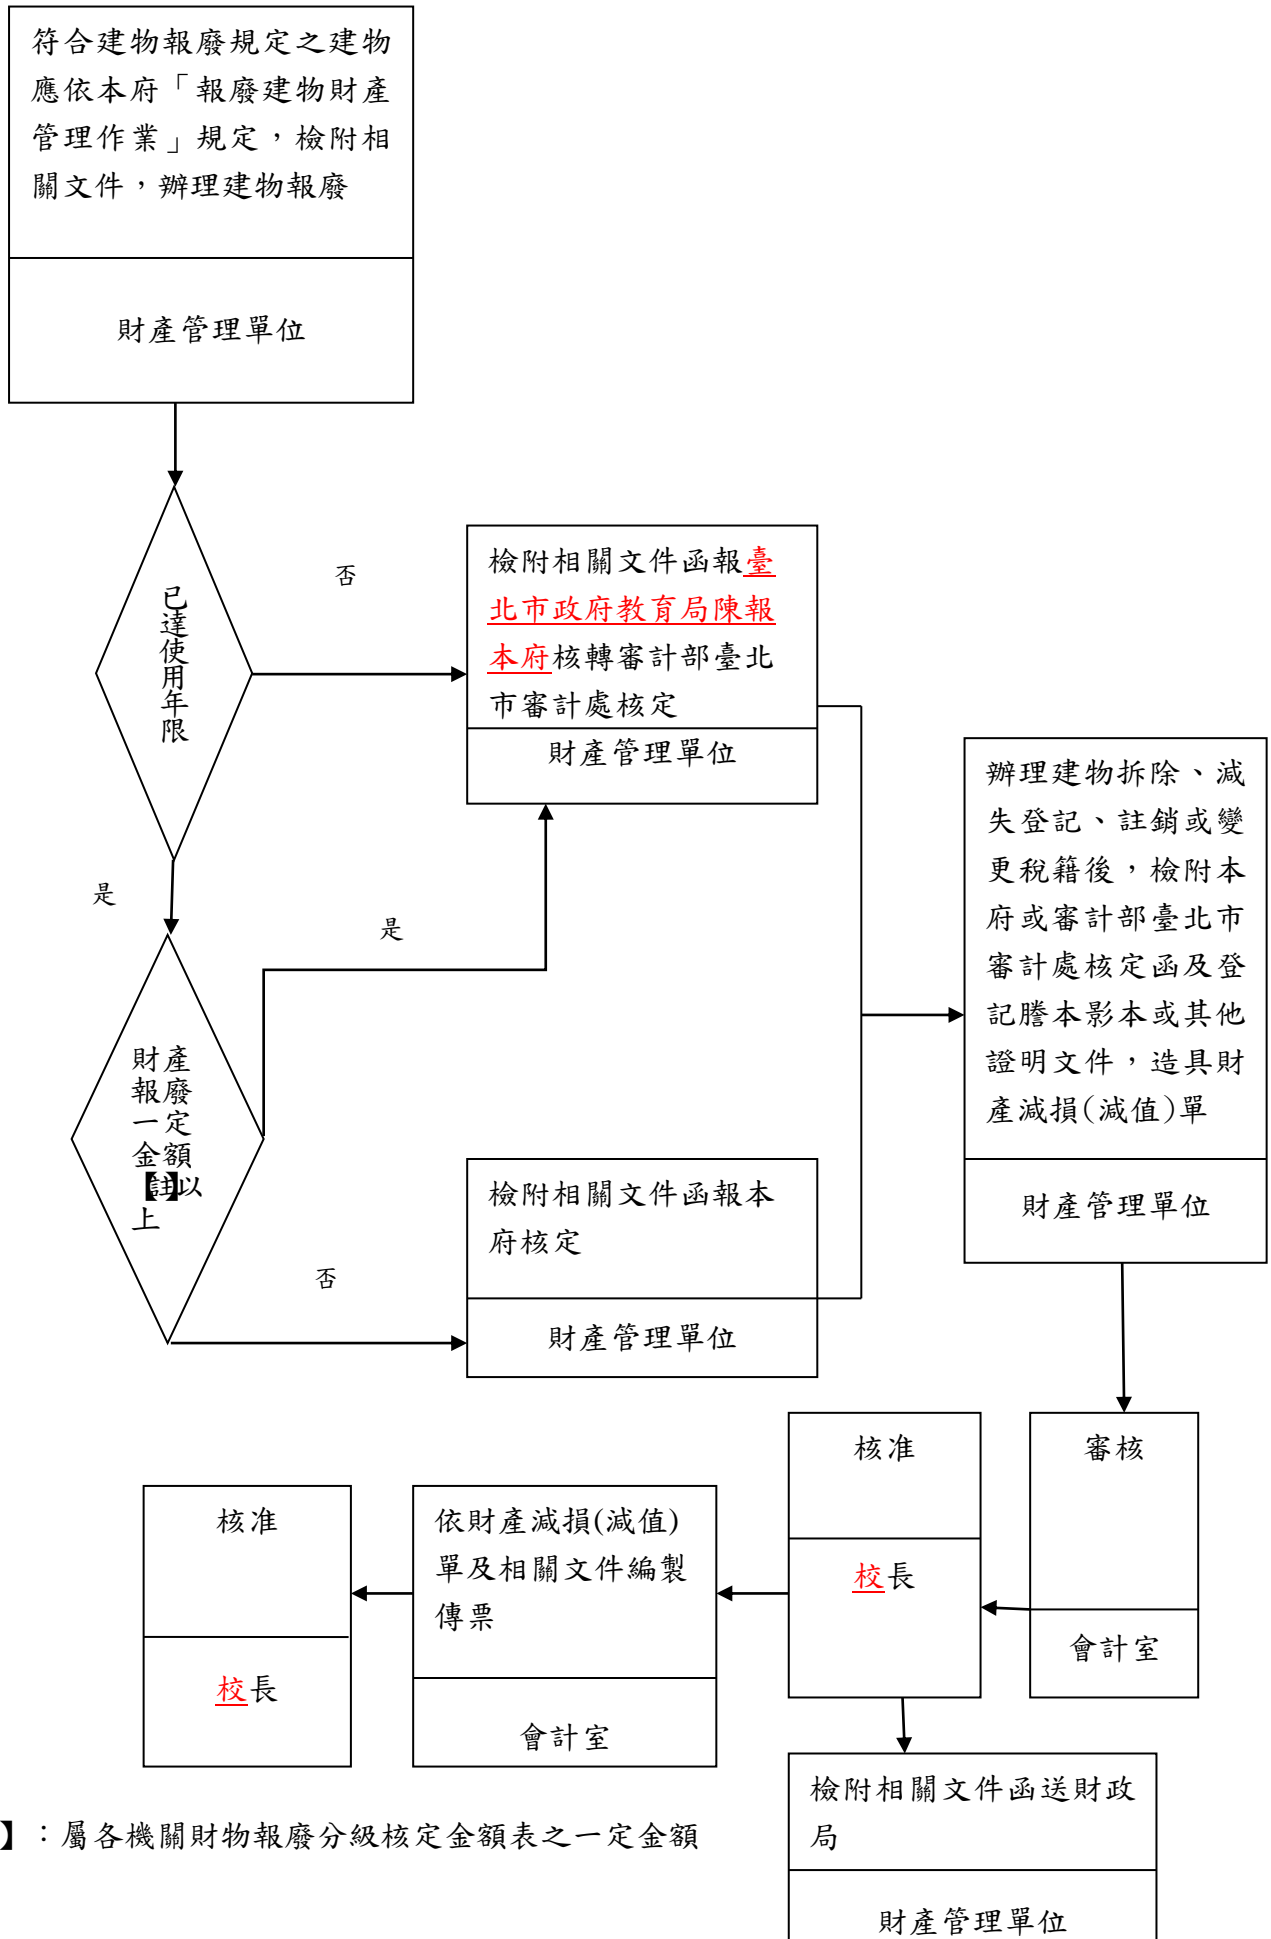 符合建物報廢規定之建物
應依本府「報廢建物財產
管理作業」規定，檢附相
關文件，辦理建物報廢
財產管理單位
已達使用年限
否
是
檢附相關文件函報臺
北市政府教育局陳報
本府核轉審計部臺北
市審計處核定
財產管理單位
財產
報廢
一定
金額
【註】以
上
是
否
檢附相關文件函報本
府核定
財產管理單位
辦理建物拆除、減
失登記、註銷或變
更稅籍後，檢附本
府或審計部臺北市
審計處核定函及登
記謄本影本或其他
證明文件，造具財
產減損(減值)單
財產管理單位
審核
會計室
核准
校長
依財產減損(減值)
單及相關文件編製
傳票
會計室
核准
校長
檢附相關文件函送財政
局
財產管理單位
】：屬各機關財物報廢分級核定金額表之一定金額